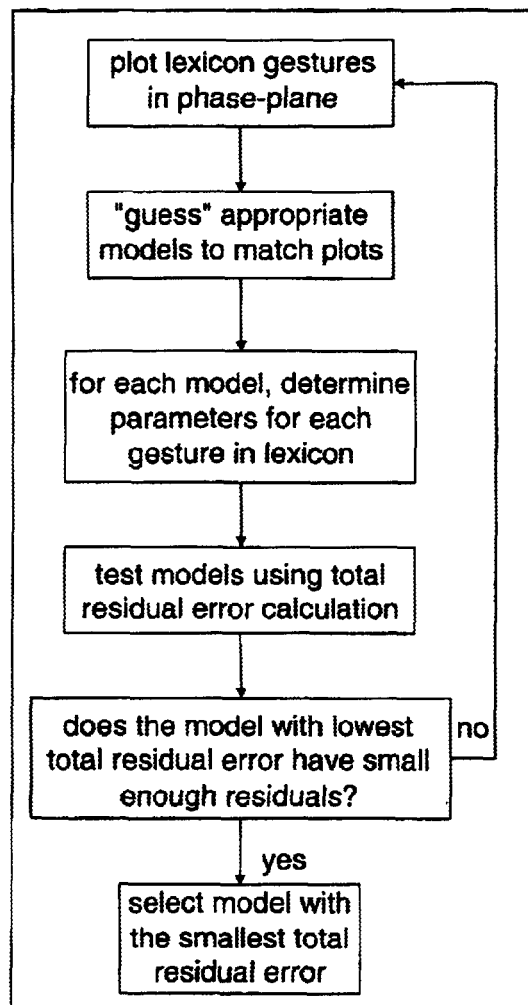 plot lexicon gestures
in phase-plane
"guess" appropriate
models to match plots
for each model, determine
parameters for each
gesture in lexicon
test models using total
residual error calculation
does the model with lowest
total residual error have small
enough residuals?
no
yes
select model with
the smallest total
residual error